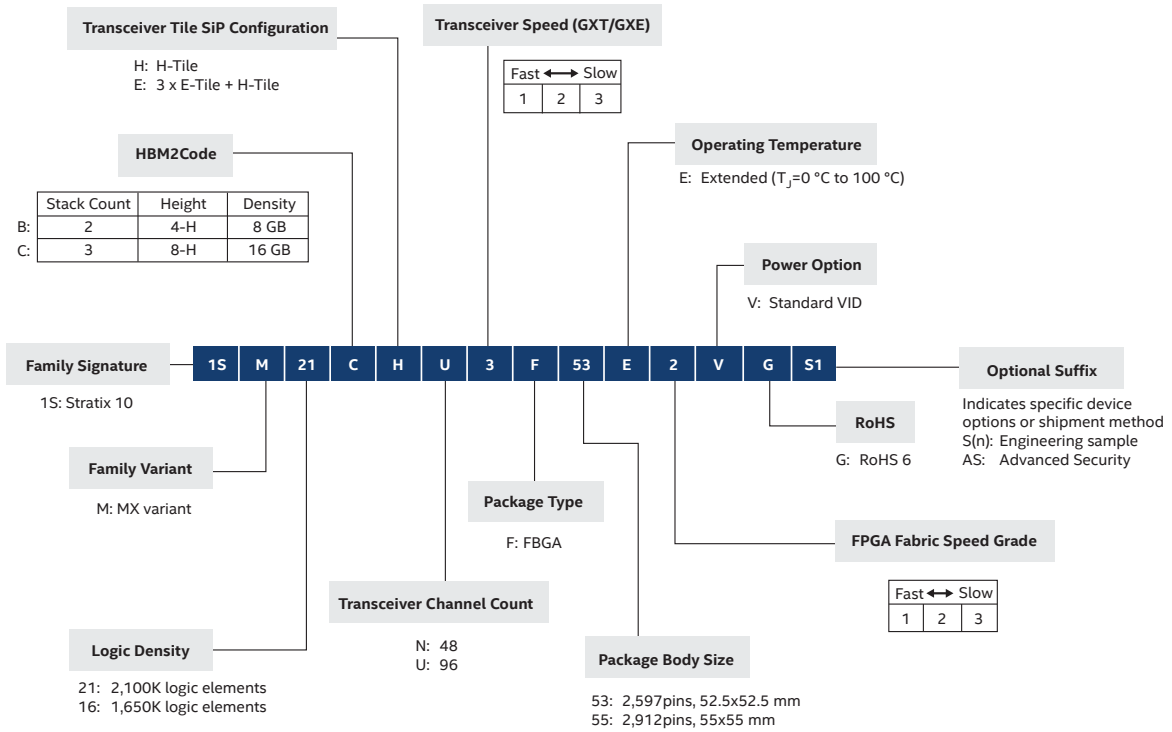 Transceiver Tile SiP Configuration
H: H-Tile
E: 3 x E-Tile + H-Tile
Transceiver Speed (GXT/GXE)
Fast ↔ Slow
1 2 3
HBM2Code
Stack Count Height Density
B: 2 4-H 8 GB
C: 3 8-H 16 GB
Operating Temperature
E: Extended (TJ=0 °C to 100 °C)
Power Option
V: Standard VID
Family Signature
1S: Stratix 10
1S M 21 C H U 3 F 53 E 2 V G S1
Optional Suffix
Indicates specific device
options or shipment method
S(n): Engineering sample
AS: Advanced Security
RoHS
G: RoHS 6
Family Variant
M: MX variant
Package Type
F: FBGA
FPGA Fabric Speed Grade
Fast ↔ Slow
1 2 3
Transceiver Channel Count
N: 48
U: 96
Logic Density
21: 2,100K logic elements
16: 1,650K logic elements
Package Body Size
53: 2,597pins, 52.5x52.5 mm
55: 2,912pins, 55x55 mm